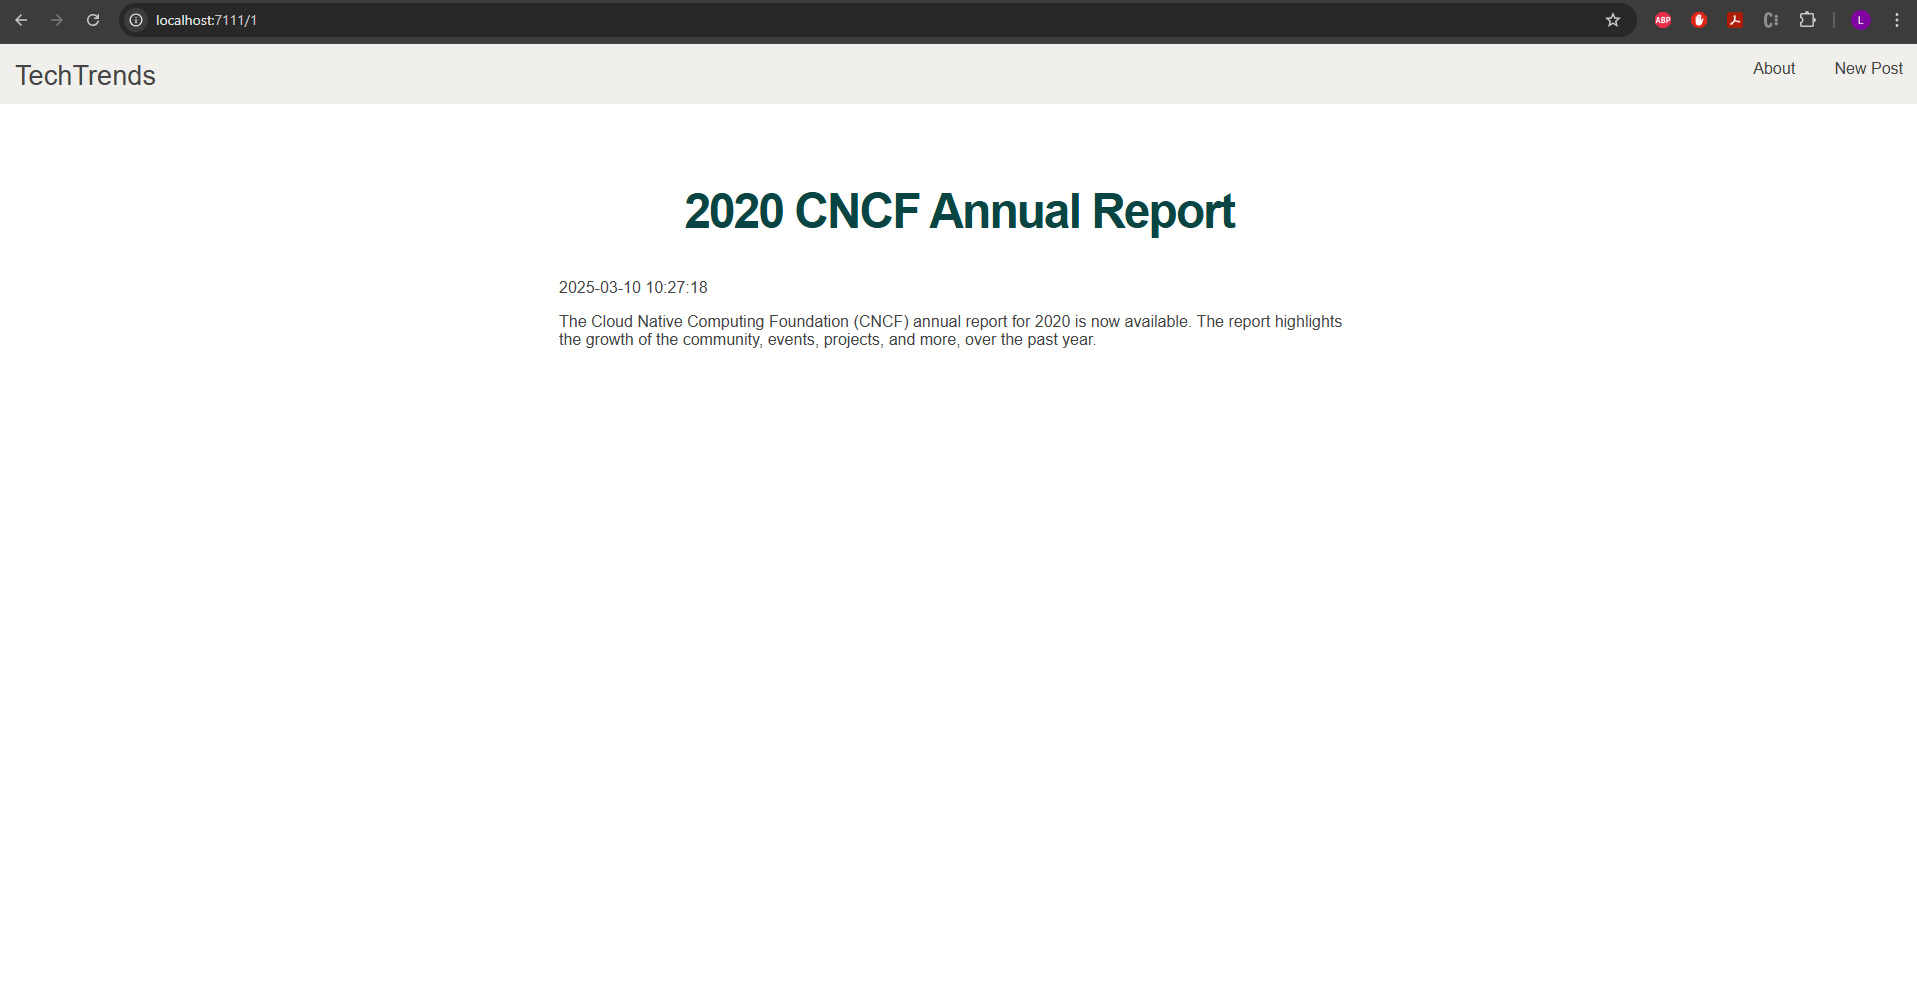 localhost:7111/1
ABP
L
TechTrends
About
New Post
2020 CNCF Annual Report
2025-03-10 10:27:18
The Cloud Native Computing Foundation (CNCF) annual report for 2020 is now available. The report highlights
the growth of the community, events, projects, and more, over the past year.